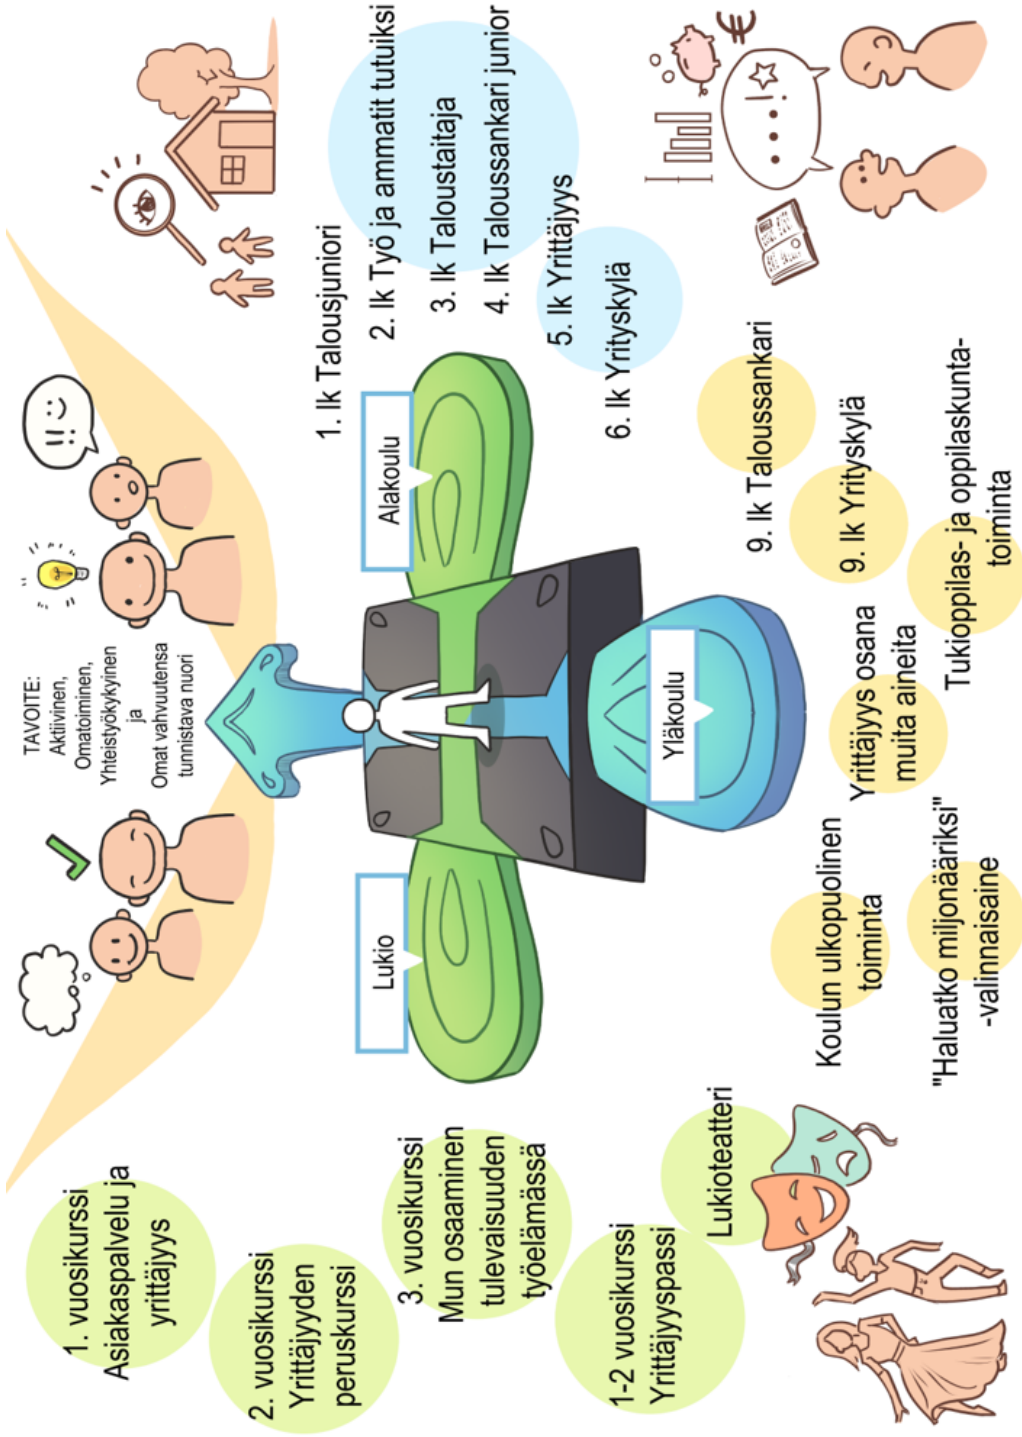 TAVOITE:
Aktiivinen,
Omatoiminen,
Yhteistyökykyinen
ja
Omat vahvuutensa
tunnistava nuori
Lukio
Alakoulu
Yläkoulu
1. vuosikurssi
Asiakaspalvelu ja
yrittäjyys
2. vuosikurssi
Yrittäjyyden
peruskurssi
3. vuosikurssi
Mun osaaminen
tulevaisuuden
työelämässä
1-2 vuosikurssi
Yrittäjyyspassi
Lukioteatteri
1. lk Talousjuniori
2. lk Työ ja ammatit tutuiksi
3. lk Taloustaitaja
4. lk Taloussankari junior
5. lk Yrittäjyys
6. lk Yrityskylä
9. lk Taloussankari
9. lk Yrityskylä
Tukioppilas- ja oppilaskunta-
toiminta
Yrittäjyys osana
muita aineita
Koulun ulkopuolinen
toiminta
"Haluatko miljonääriksi"
-valinnaisaine